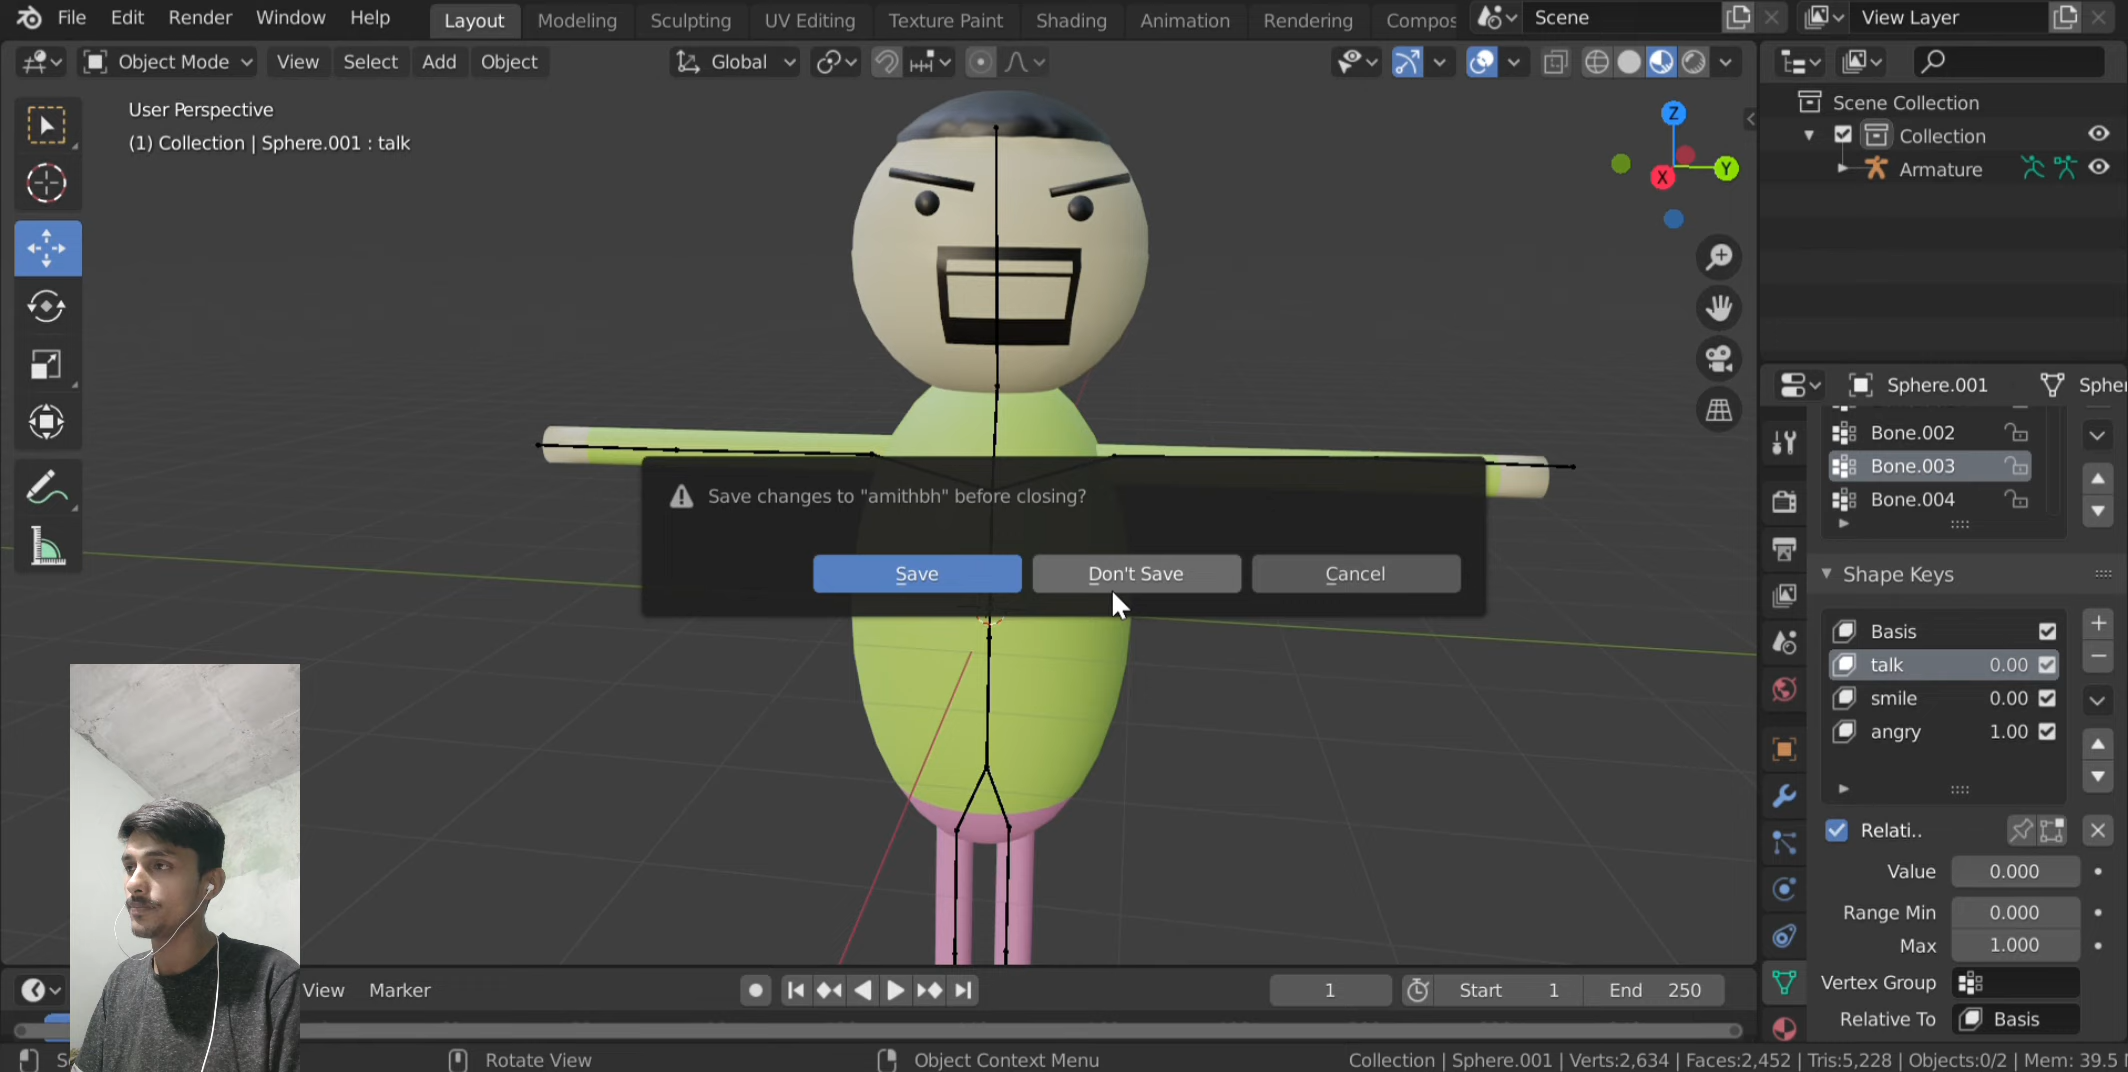 File Edit Render Window Help Layout Modeling Sculpting UV Editing Texture Paint Shading Animation Rendering Compos Scene View Layer
Object Mode View Select Add Object Global
User Perspective
(1) Collection | Sphere.001 : talk
Z
Y
X
Scene Collection
Collection
Armature
Sphere.001 Sphe
Bone.002
Bone.003
Bone.004
Save changes to "amithbh" before closing?
Save Don't Save Cancel
Shape Keys
Basis
talk 0.00
smile 0.00
angry 1.00
Relati..
Value 0.000
Range Min 0.000
Max 1.000
Vertex Group
Relative To Basis
View Marker 1 Start 1 End 250
Rotate View Object Context Menu Collection | Sphere.001 | Verts:2,634 | Faces:2,452 | Tris:5,228 | Objects:0/2 | Mem: 39.5